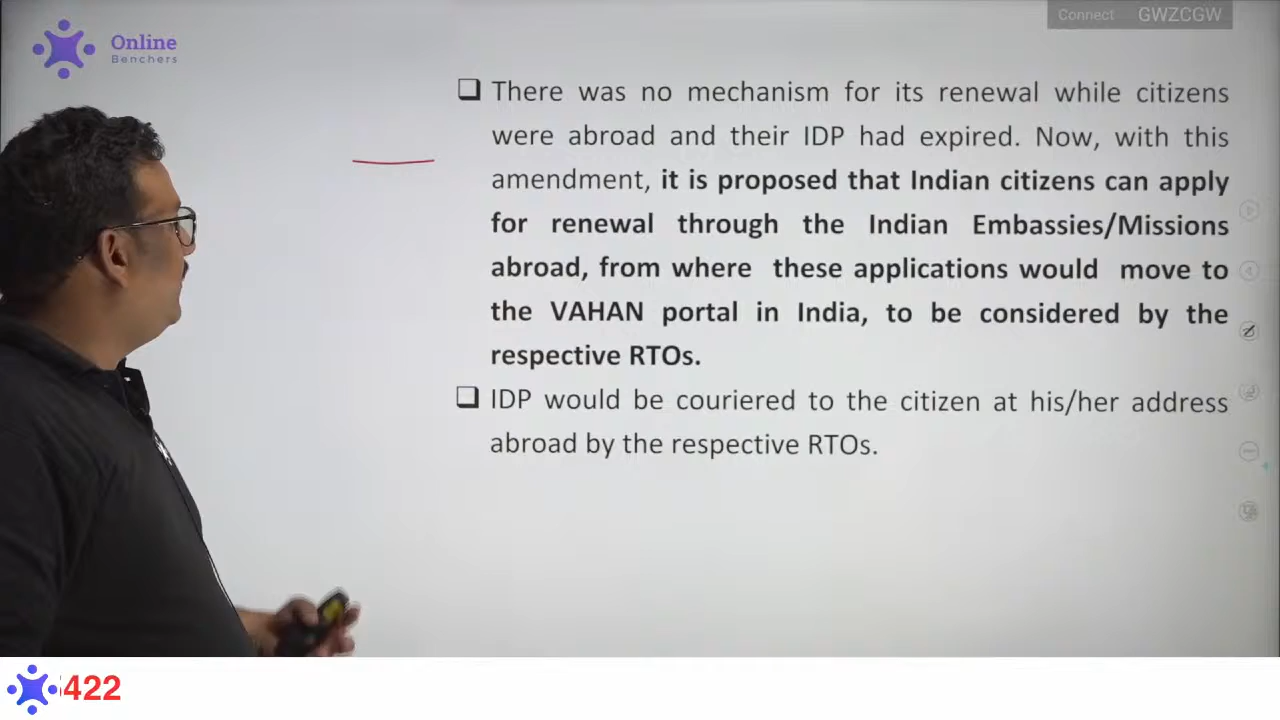 Online
Benchers
Connect GWZCGW
❑ There was no mechanism for its renewal while citizens
were abroad and their IDP had expired. Now, with this
amendment, it is proposed that Indian citizens can apply
for renewal through the Indian Embassies/Missions
abroad, from where these applications would move to
the VAHAN portal in India, to be considered by the
respective RTOs.
❑ IDP would be couriered to the citizen at his/her address
abroad by the respective RTOs.
422